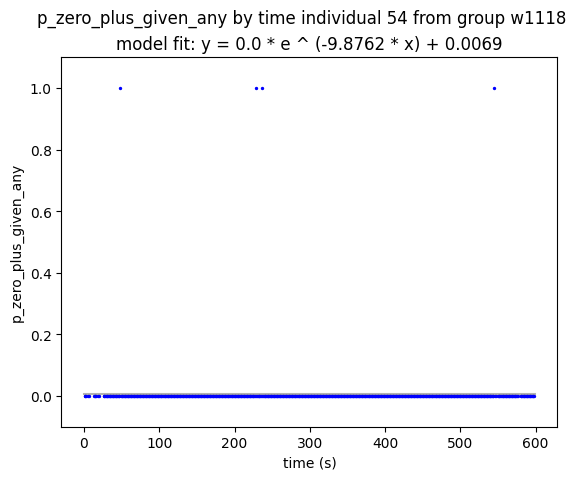 p_zero_plus_given_any by time individual 54 from group w1118
model fit: y = 0.0 * e ^ (-9.8762 * x) + 0.0069
1.0
0.8
0.6
0.4
0.2
0.0
p_zero_plus_given_any
0 100 200 300 400 500 600
time (s)